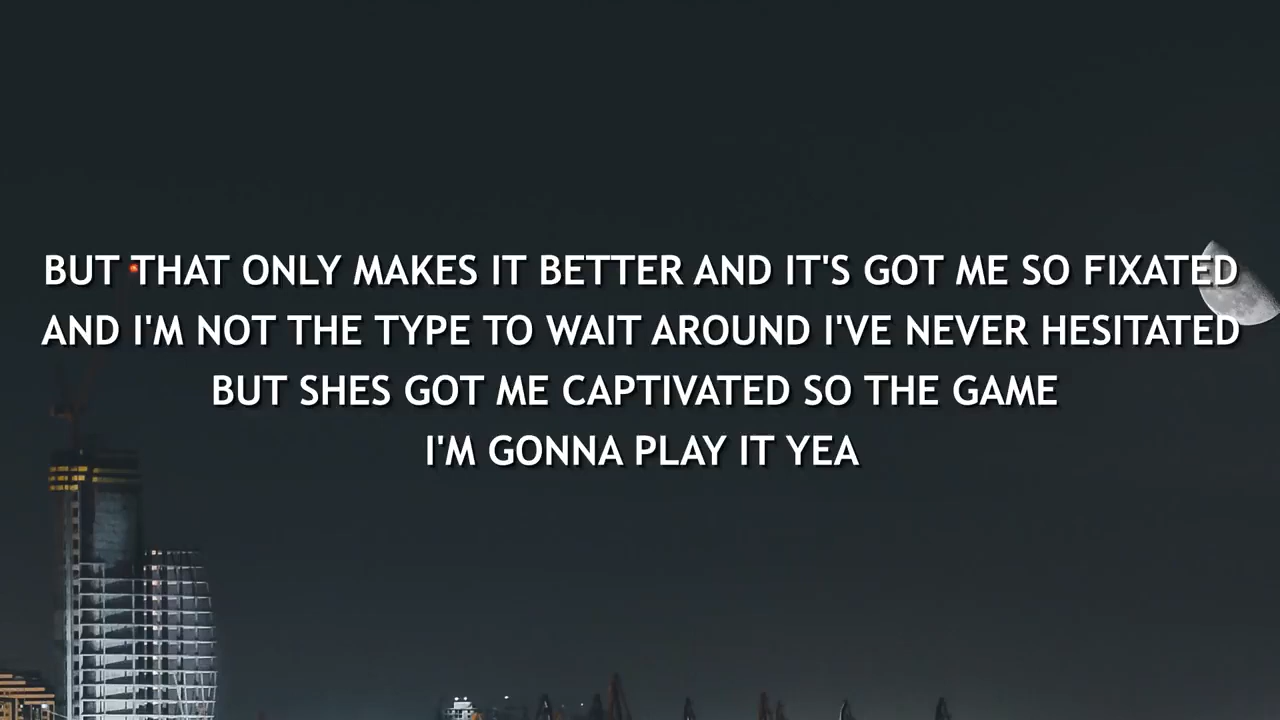 BUT THAT ONLY MAKES IT BETTER AND IT'S GOT ME SO FIXATED
AND I'M NOT THE TYPE TO WAIT AROUND I'VE NEVER HESITATED
BUT SHES GOT ME CAPTIVATED SO THE GAME
I'M GONNA PLAY IT YEA